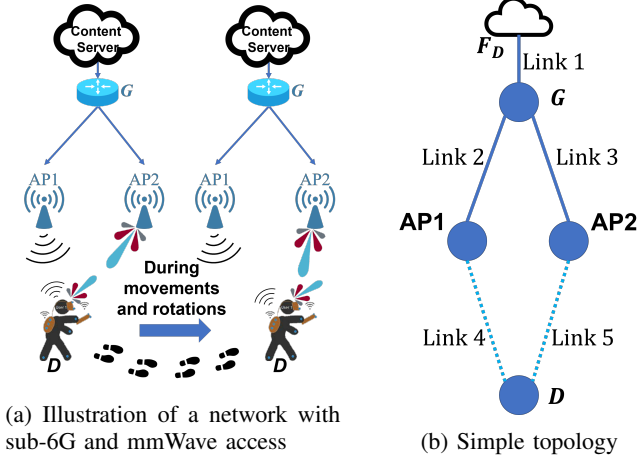 Content
Server
Content
Server
G
G
AP1
AP2
AP1
AP2
During
movements
and rotations
D
D
(a) Illustration of a network with
sub-6G and mmWave access
F_D
Link 1
G
Link 2
Link 3
AP1
AP2
Link 4
Link 5
D
(b) Simple topology